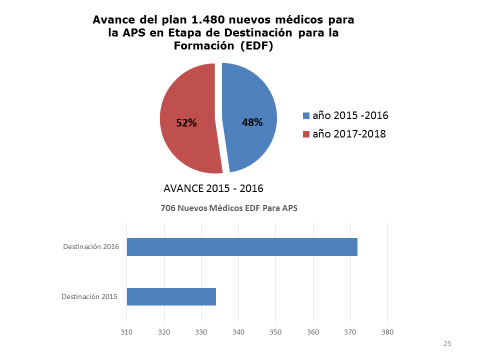 Avance del plan 1.480 nuevos médicos para
la APS en Etapa de Destinación para la
Formación (EDF)
52%
48%
año 2015 -2016
año 2017-2018
AVANCE 2015 - 2016
706 Nuevos Médicos EDF Para APS
Destinación 2016
Destinación 2015
310 320 330 340 350 360 370 380
25